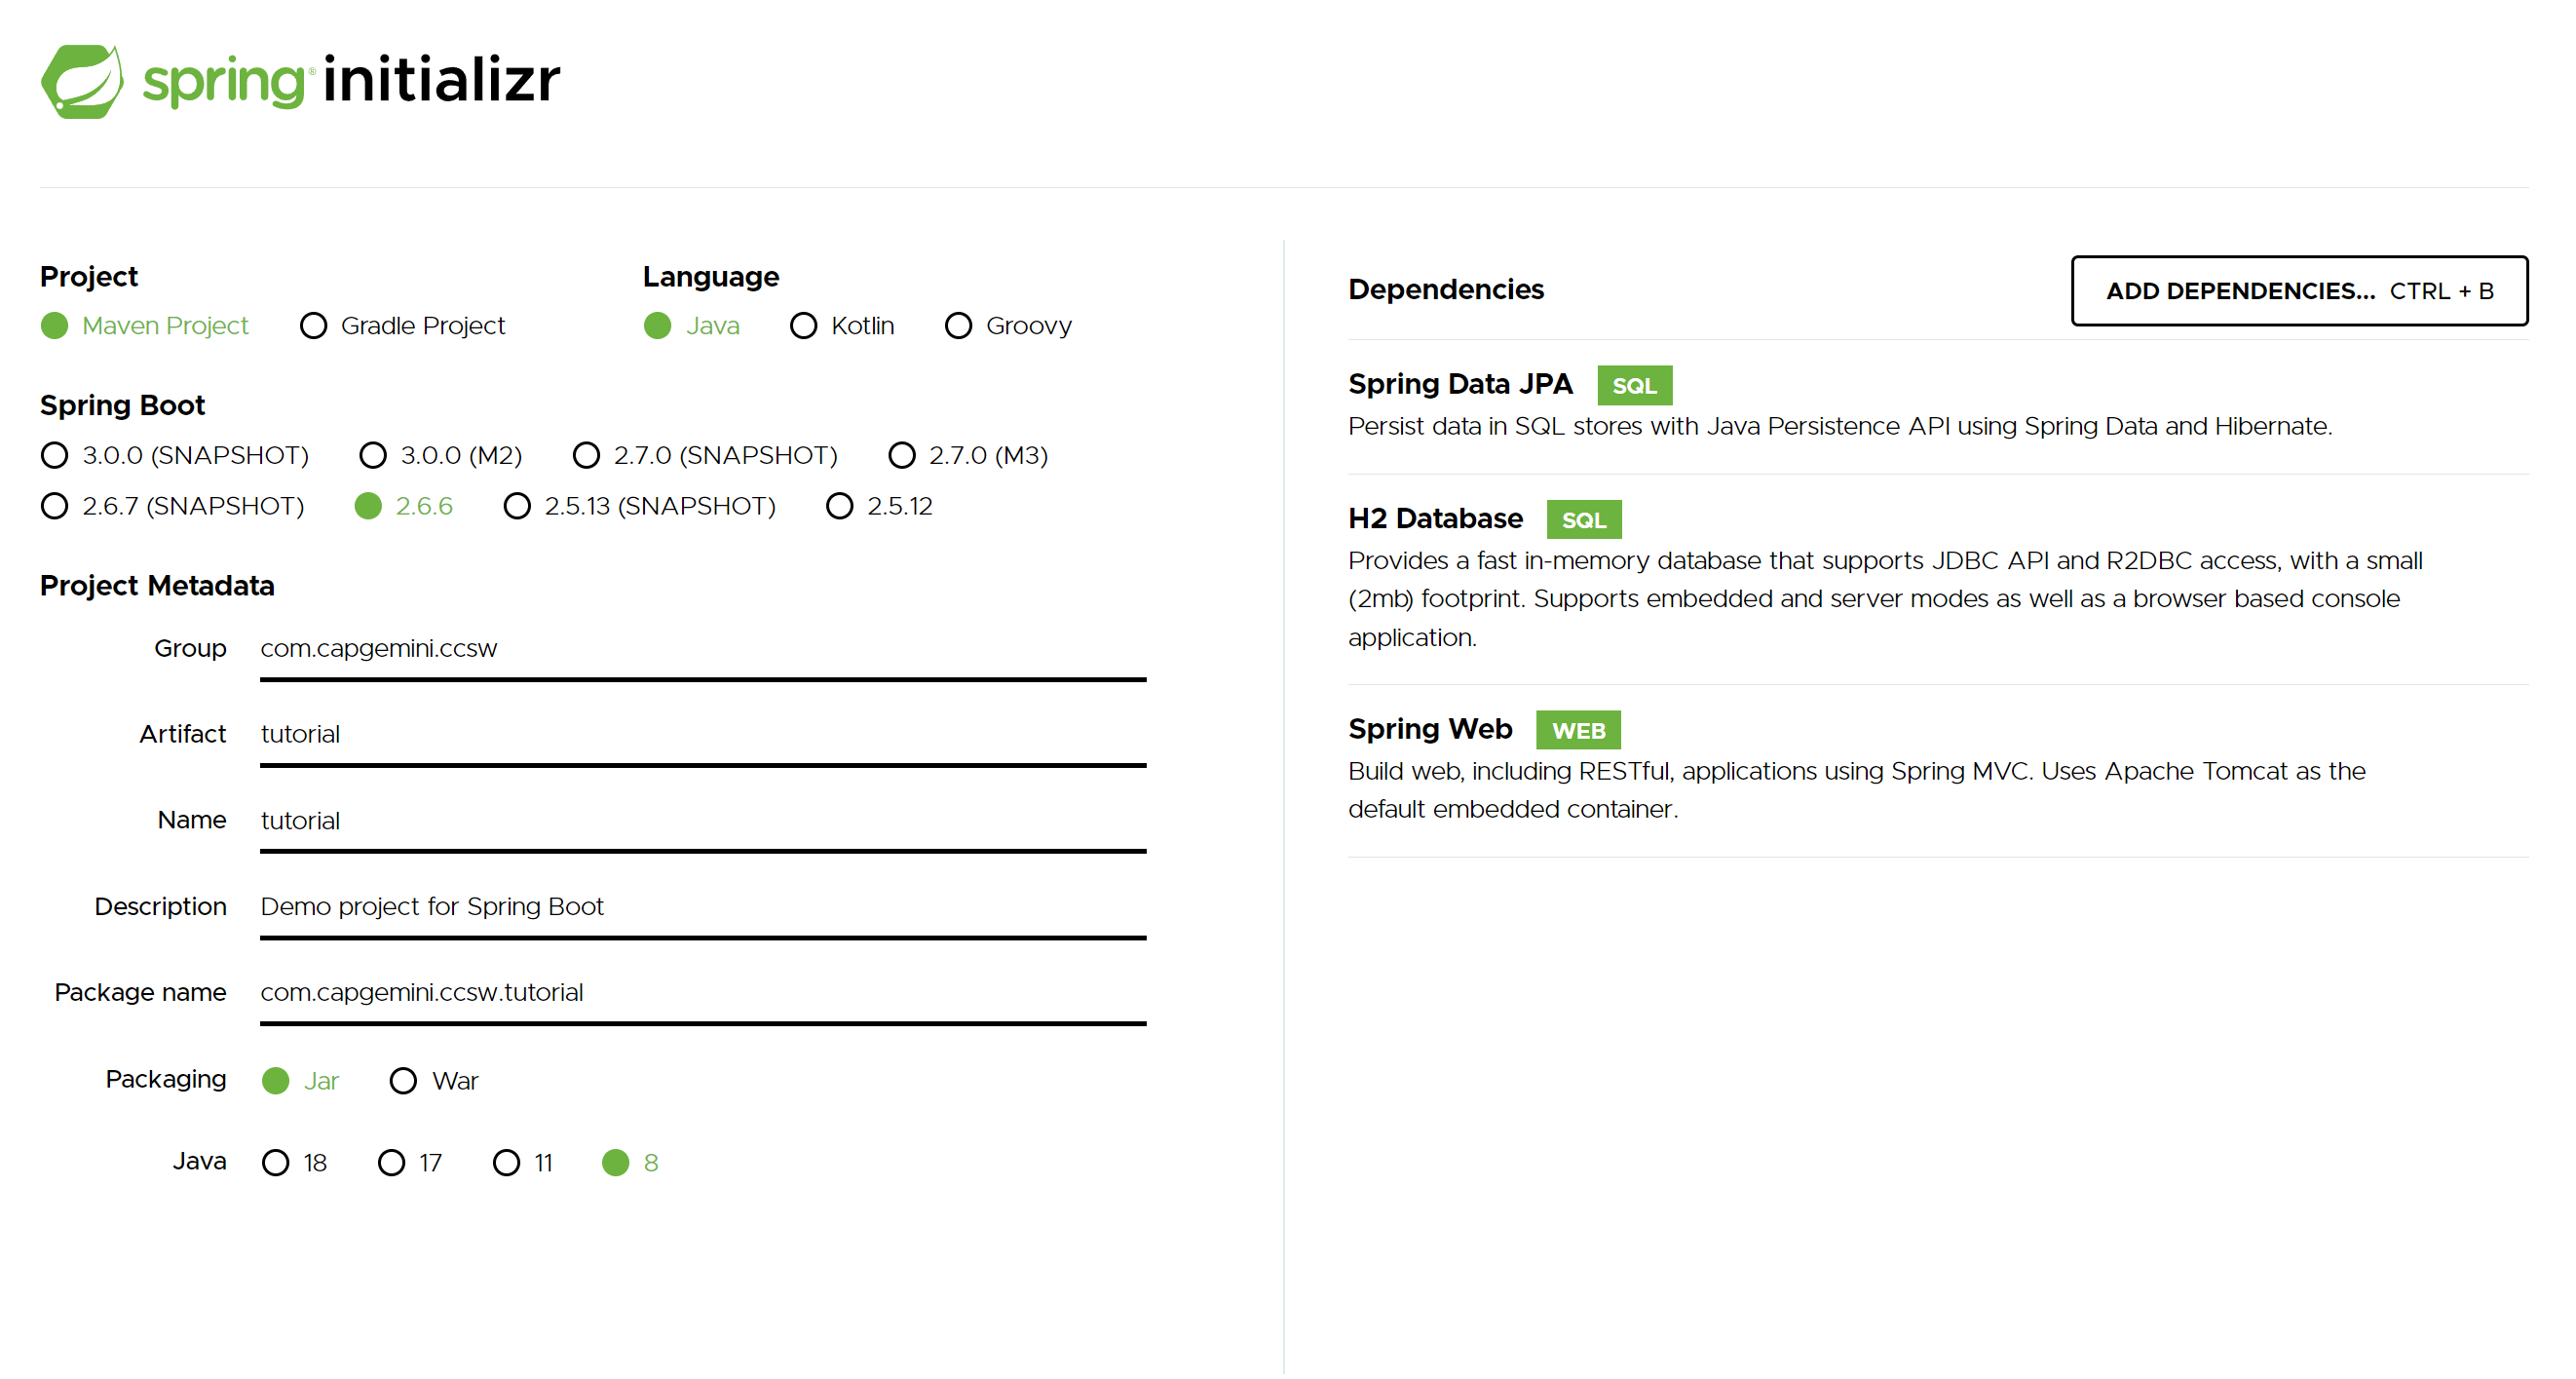 spring® initializr
Project
Maven Project Gradle Project
Language
Java Kotlin Groovy
Spring Boot
3.0.0 (SNAPSHOT) 3.0.0 (M2) 2.7.0 (SNAPSHOT) 2.7.0 (M3)
2.6.7 (SNAPSHOT) 2.6.6 2.5.13 (SNAPSHOT) 2.5.12
Project Metadata
Group com.capgemini.ccsw
Artifact tutorial
Name tutorial
Description Demo project for Spring Boot
Package name com.capgemini.ccsw.tutorial
Packaging Jar War
Java 18 17 11 8
Dependencies ADD DEPENDENCIES... CTRL + B
Spring Data JPA SQL
Persist data in SQL stores with Java Persistence API using Spring Data and Hibernate.
H2 Database SQL
Provides a fast in-memory database that supports JDBC API and R2DBC access, with a small
(2mb) footprint. Supports embedded and server modes as well as a browser based console
application.
Spring Web WEB
Build web, including RESTful, applications using Spring MVC. Uses Apache Tomcat as the
default embedded container.